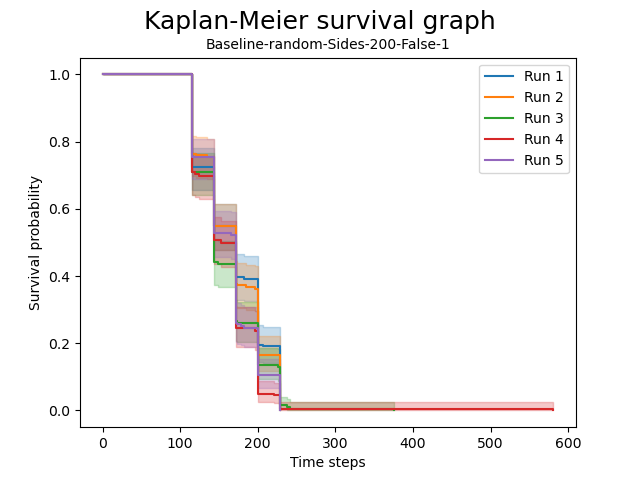 Kaplan-Meier survival graph
Baseline-random-Sides-200-False-1
Survival probability
1.0
0.8
0.6
0.4
0.2
0.0
Run 1
Run 2
Run 3
Run 4
Run 5
0 100 200 300 400 500 600
Time steps